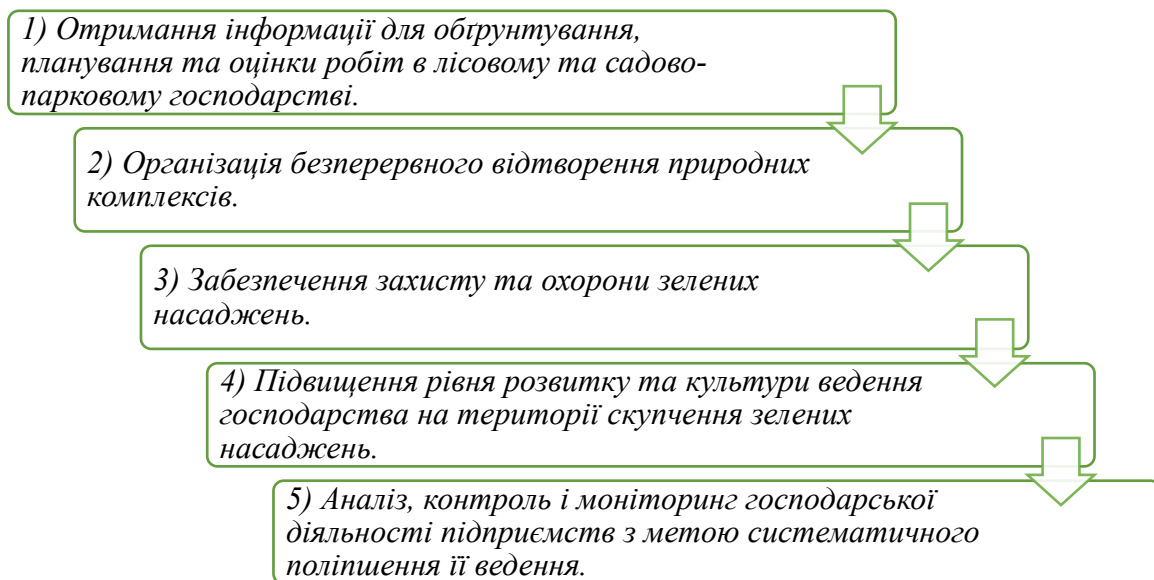 1) Отримання інформації для обґрунтування,
планування та оцінки робіт в лісовому та садово-
парковому господарстві.
2) Організація безперервного відтворення природних
комплексів.
3) Забезпечення захисту та охорони зелених
насаджень.
4) Підвищення рівня розвитку та культури ведення
господарства на території скупчення зелених
насаджень.
5) Аналіз, контроль і моніторинг господарської
діяльності підприємств з метою систематичного
поліпшення її ведення.